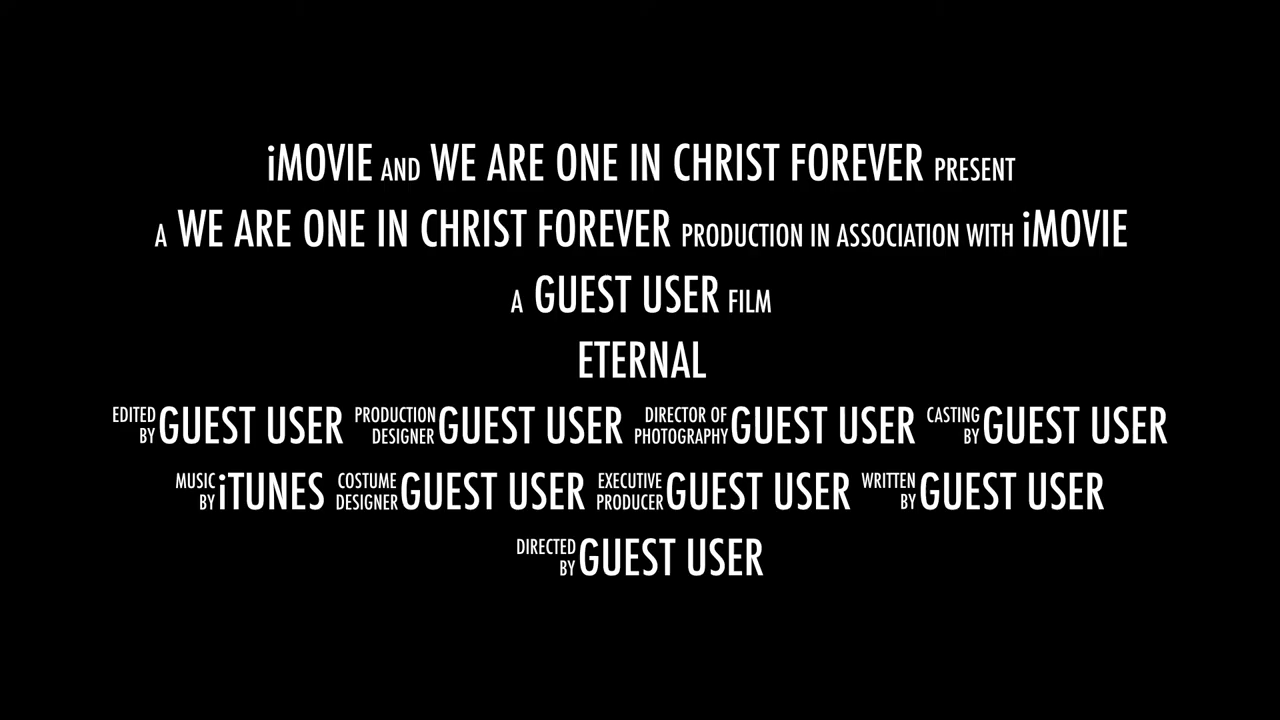 iMOVIE AND WE ARE ONE IN CHRIST FOREVER PRESENT
A WE ARE ONE IN CHRIST FOREVER PRODUCTION IN ASSOCIATION WITH iMOVIE
A GUEST USER FILM
ETERNAL
EDITED BY GUEST USER PRODUCTION DESIGNER GUEST USER DIRECTOR OF PHOTOGRAPHY GUEST USER CASTING BY GUEST USER
MUSIC BY iTUNES COSTUME DESIGNER GUEST USER EXECUTIVE PRODUCER GUEST USER WRITTEN BY GUEST USER
DIRECTED BY GUEST USER